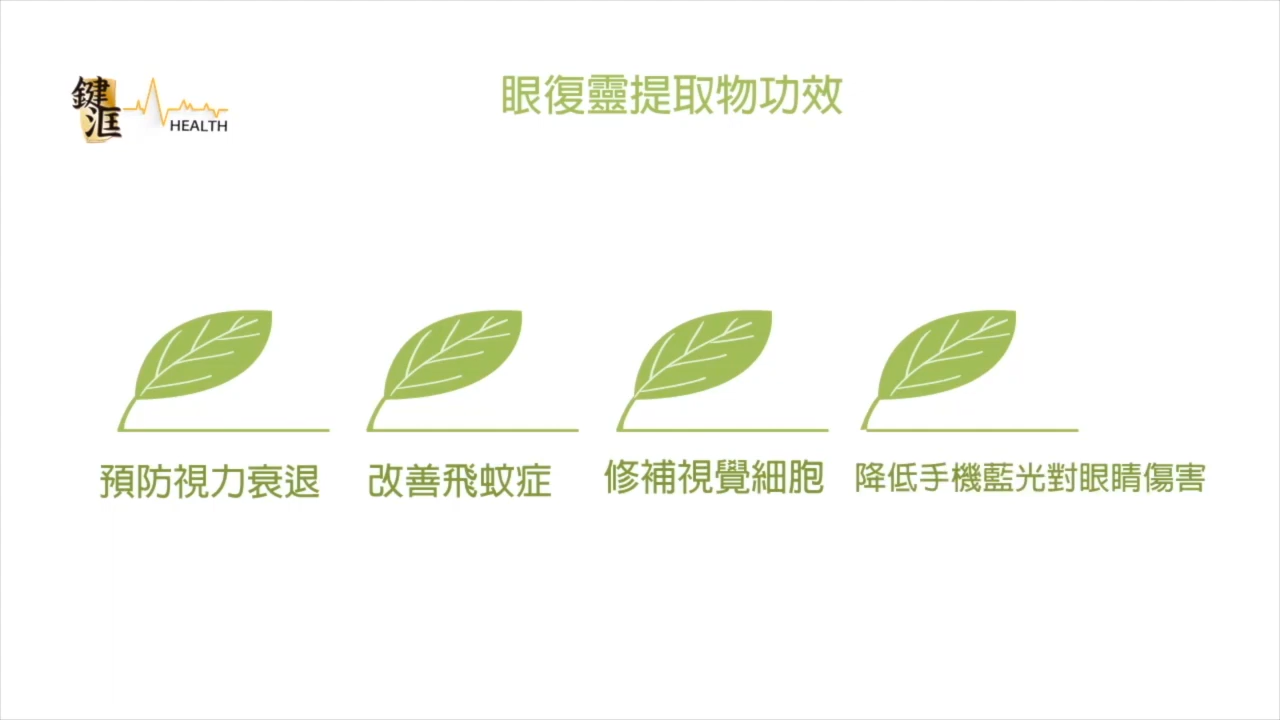 鍵
洭
HEALTH
眼復靈提取物功效
預防視力衰退
改善飛蚊症
修補視覺細胞
降低手機藍光對眼睛傷害